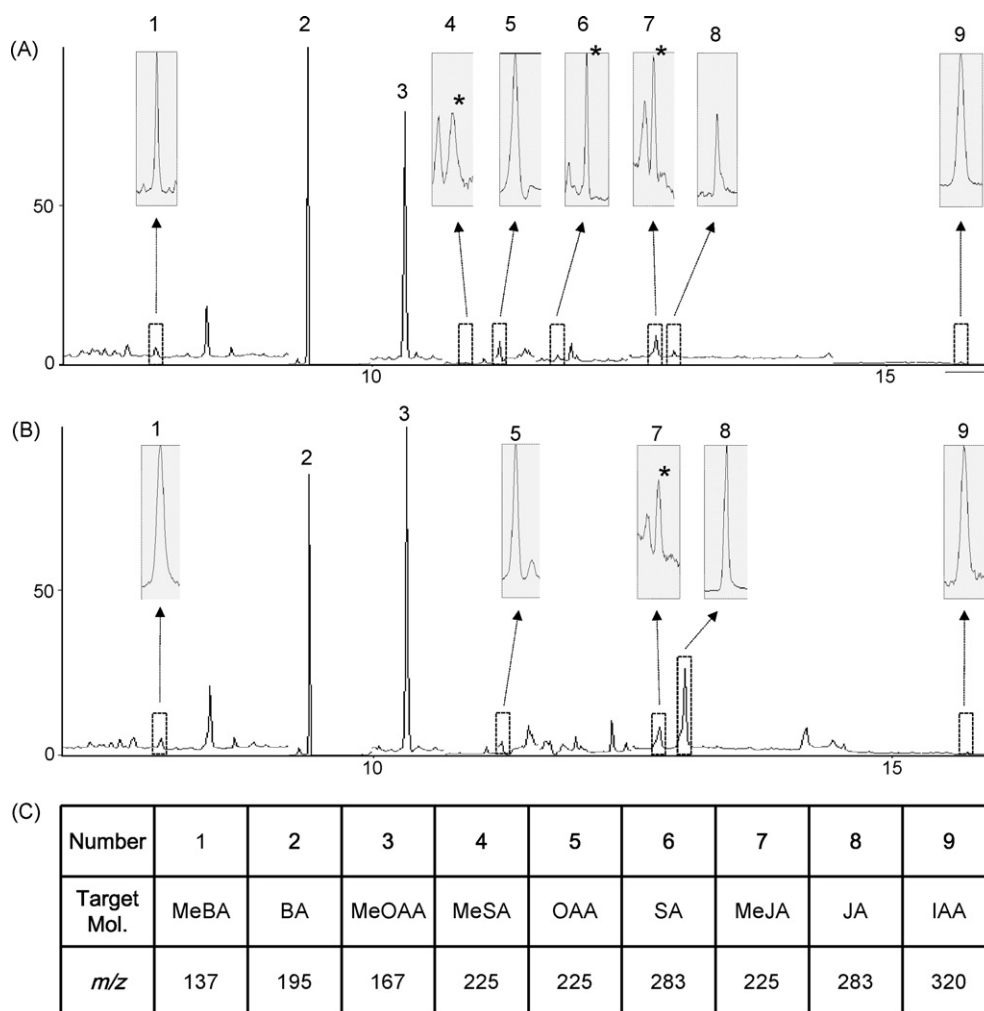 1 2 3 4 5 6 7 8 9
(A)
* * *
50
0
10 15
1 2 3 5 7 8 9
(B)
*
50
0
10 15
(C)
Number 1 2 3 4 5 6 7 8 9
Target Mol. MeBA BA MeOAA MeSA OAA SA MeJA JA IAA
m/z 137 195 167 225 225 283 225 283 320